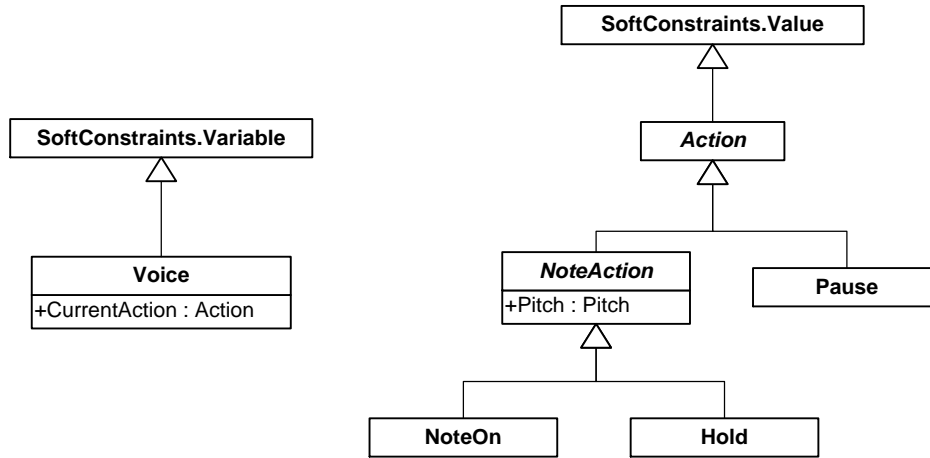 SoftConstraints.Value
SoftConstraints.Variable
Action
Voice
+CurrentAction : Action
NoteAction
+Pitch : Pitch
Pause
NoteOn
Hold